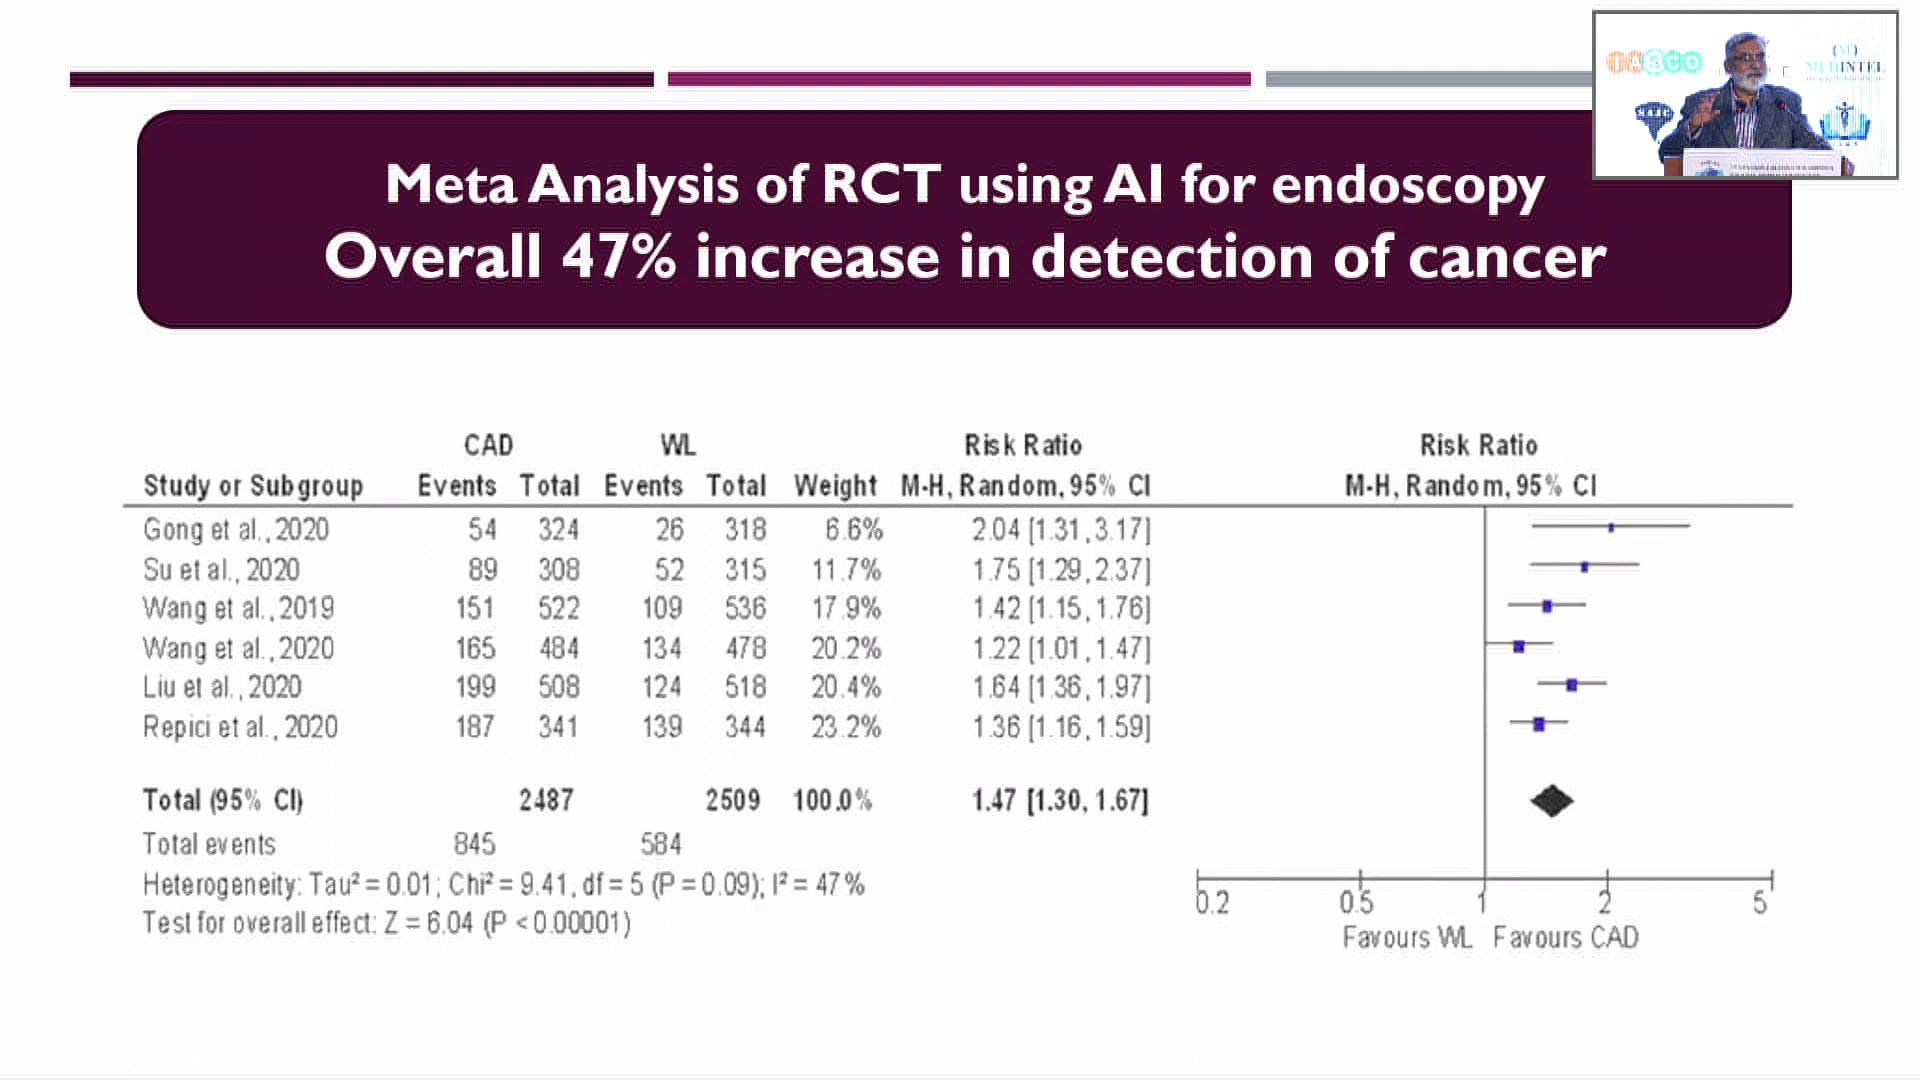 Meta Analysis of RCT using AI for endoscopy
Overall 47% increase in detection of cancer
IASCO
MEDINTEL
CAD WL Risk Ratio Risk Ratio
Study or Subgroup Events Total Events Total Weight M-H, Random, 95% CI M-H, Random, 95% CI
Gong et al., 2020 54 324 26 318 6.6% 2.04 [1.31, 3.17]
Su et al., 2020 89 308 52 315 11.7% 1.75 [1.29, 2.37]
Wang et al., 2019 151 522 109 536 17.9% 1.42 [1.15, 1.76]
Wang et al., 2020 165 484 134 478 20.2% 1.22 [1.01, 1.47]
Liu et al., 2020 199 508 124 518 20.4% 1.64 [1.36, 1.97]
Repici et al., 2020 187 341 139 344 23.2% 1.36 [1.16, 1.59]
Total (95% CI) 2487 2509 100.0% 1.47 [1.30, 1.67]
Total events 845 584
Heterogeneity: Tau² = 0.01; Chi² = 9.41, df = 5 (P = 0.09); I² = 47%
Test for overall effect: Z = 6.04 (P < 0.00001)
0.2 0.5 1 2 5
Favours WL Favours CAD